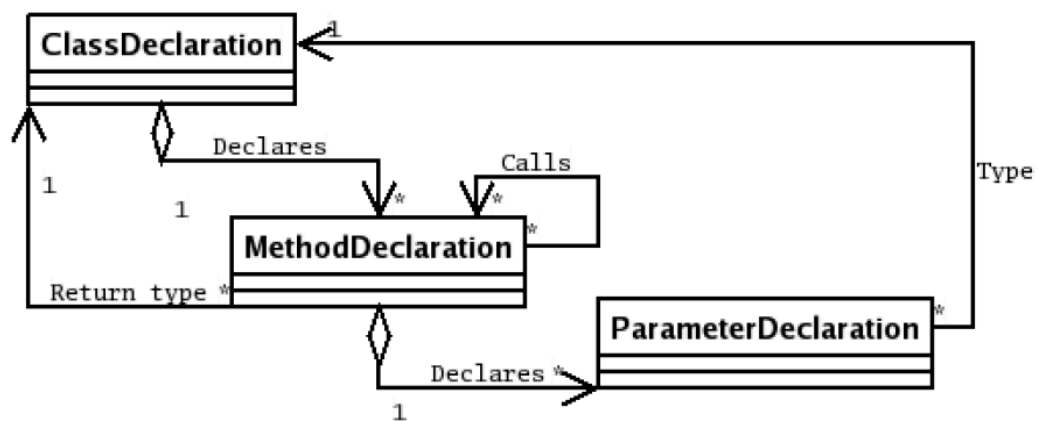 1
ClassDeclaration
Declares
Calls
Type
1
*
*
1
*
MethodDeclaration
Return type *
*
ParameterDeclaration
Declares *
1